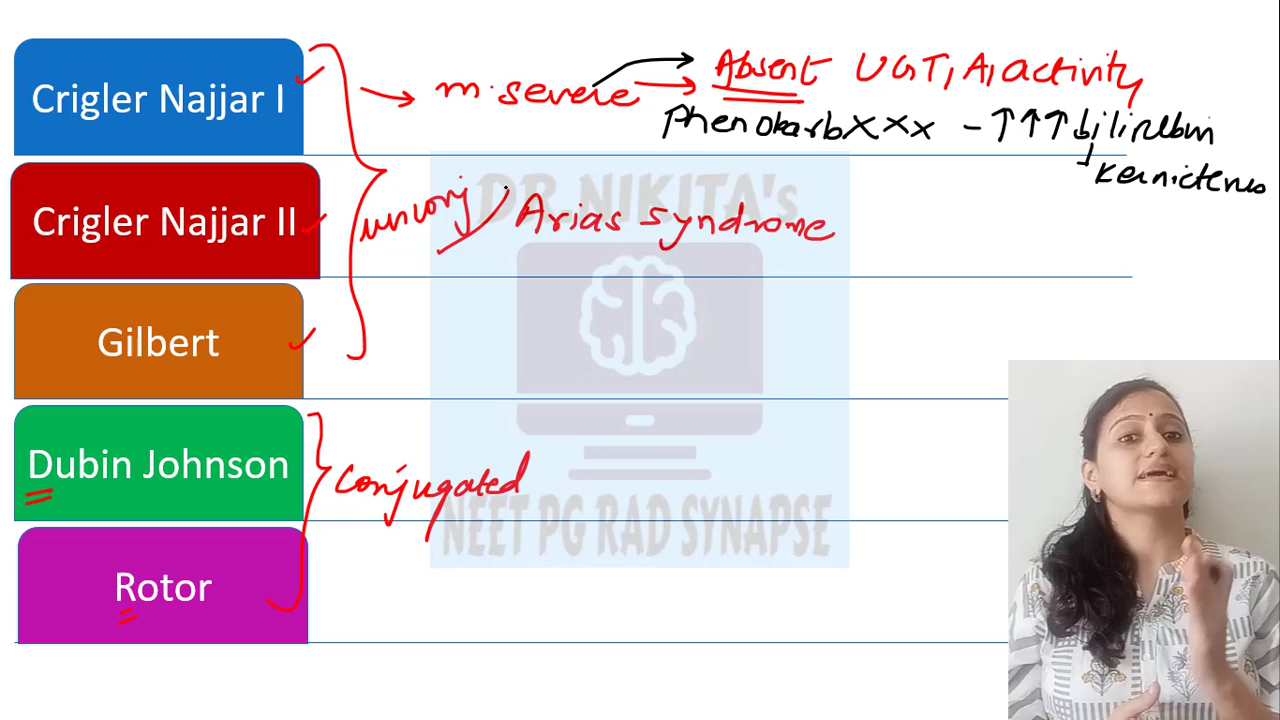 Crigler Najjar I
m. severe
Absent UGT1A1 activity
Phenobarb XXX - ↑↑↑ bilirubin
Kernicterus
Crigler Najjar II
unconj
Arias syndrome
DR.NIKITA's
Gilbert
Dubin Johnson
conjugated
NEET PG RAD SYNAPSE
Rotor